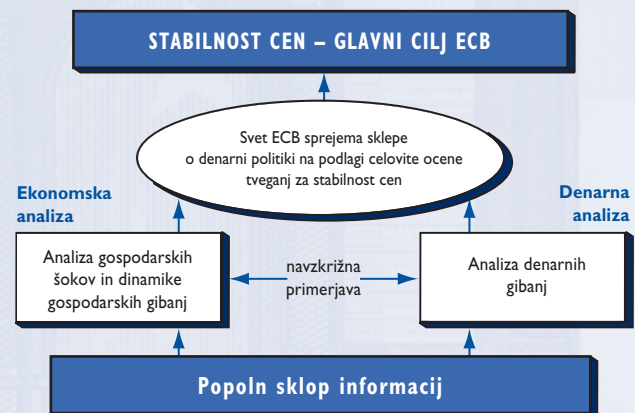 STABILNOST CEN – GLAVNI CILJ ECB
Svet ECB sprejema sklepe
o denarni politiki na podlagi celovite ocene
tveganj za stabilnost cen
Ekonomska
analiza
Denarna
analiza
Analiza gospodarskih
šokov in dinamike
gospodarskih gibanj
navzkrižna
primerjava
Analiza denarnih
gibanj
Popoln sklop informacij